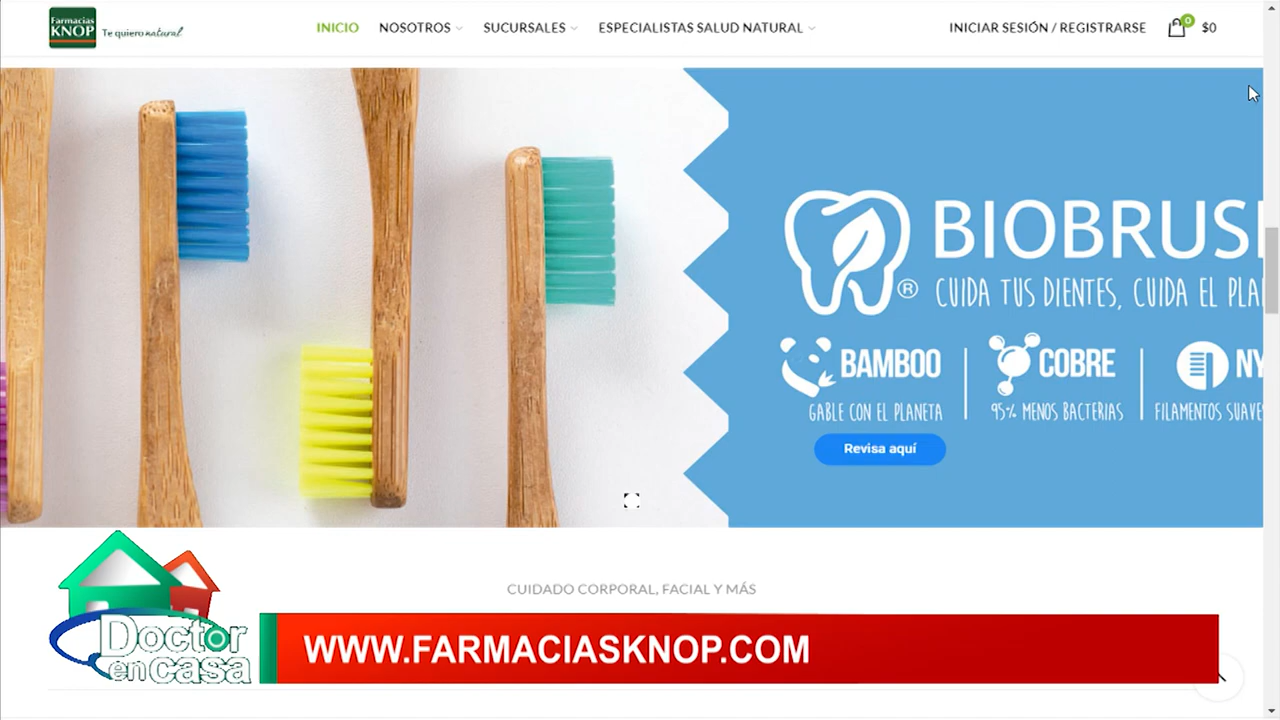 Farmacias
KNOP
Te quiero natural
INICIO
NOSOTROS
SUCURSALES
ESPECIALISTAS SALUD NATURAL
INICIAR SESIÓN / REGISTRARSE
0
$0
BIOBRUSH
®
CUIDA TUS DIENTES, CUIDA EL PLA
BAMBOO
COBRE
NY
GABLE CON EL PLANETA
95% MENOS BACTERIAS
FILAMENTOS SUAVE
Revisa aquí
CUIDADO CORPORAL, FACIAL Y MÁS
Doctor
en casa
WWW.FARMACIASKNOP.COM